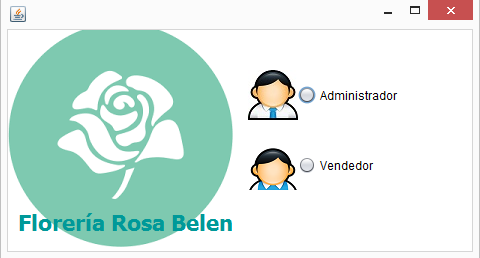 Administrador
Vendedor
Florería Rosa Belen